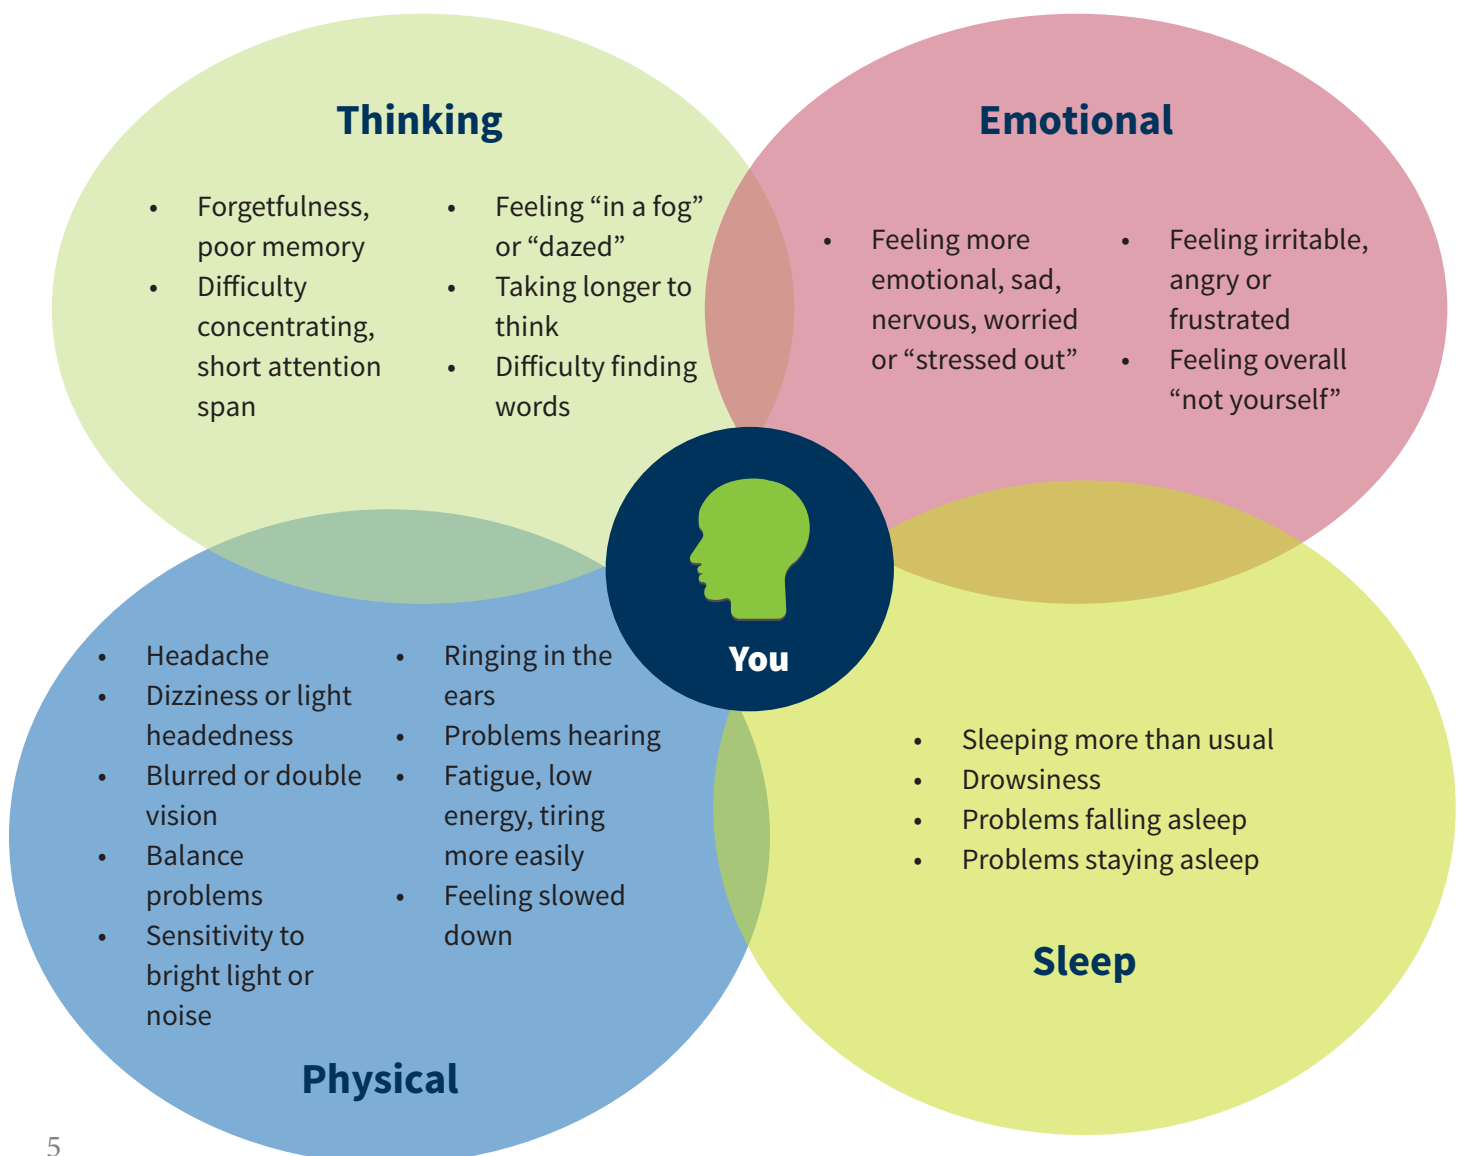 Thinking
• Forgetfulness,
poor memory
• Difficulty
concentrating,
short attention
span
• Feeling “in a fog”
or “dazed”
• Taking longer to
think
• Difficulty finding
words
Emotional
• Feeling more
emotional, sad,
nervous, worried
or “stressed out”
• Feeling irritable,
angry or
frustrated
• Feeling overall
“not yourself”
You
• Headache
• Dizziness or light
headedness
• Blurred or double
vision
• Balance
problems
• Sensitivity to
bright light or
noise
• Ringing in the
ears
• Problems hearing
• Fatigue, low
energy, tiring
more easily
• Feeling slowed
down
Physical
• Sleeping more than usual
• Drowsiness
• Problems falling asleep
• Problems staying asleep
Sleep
5